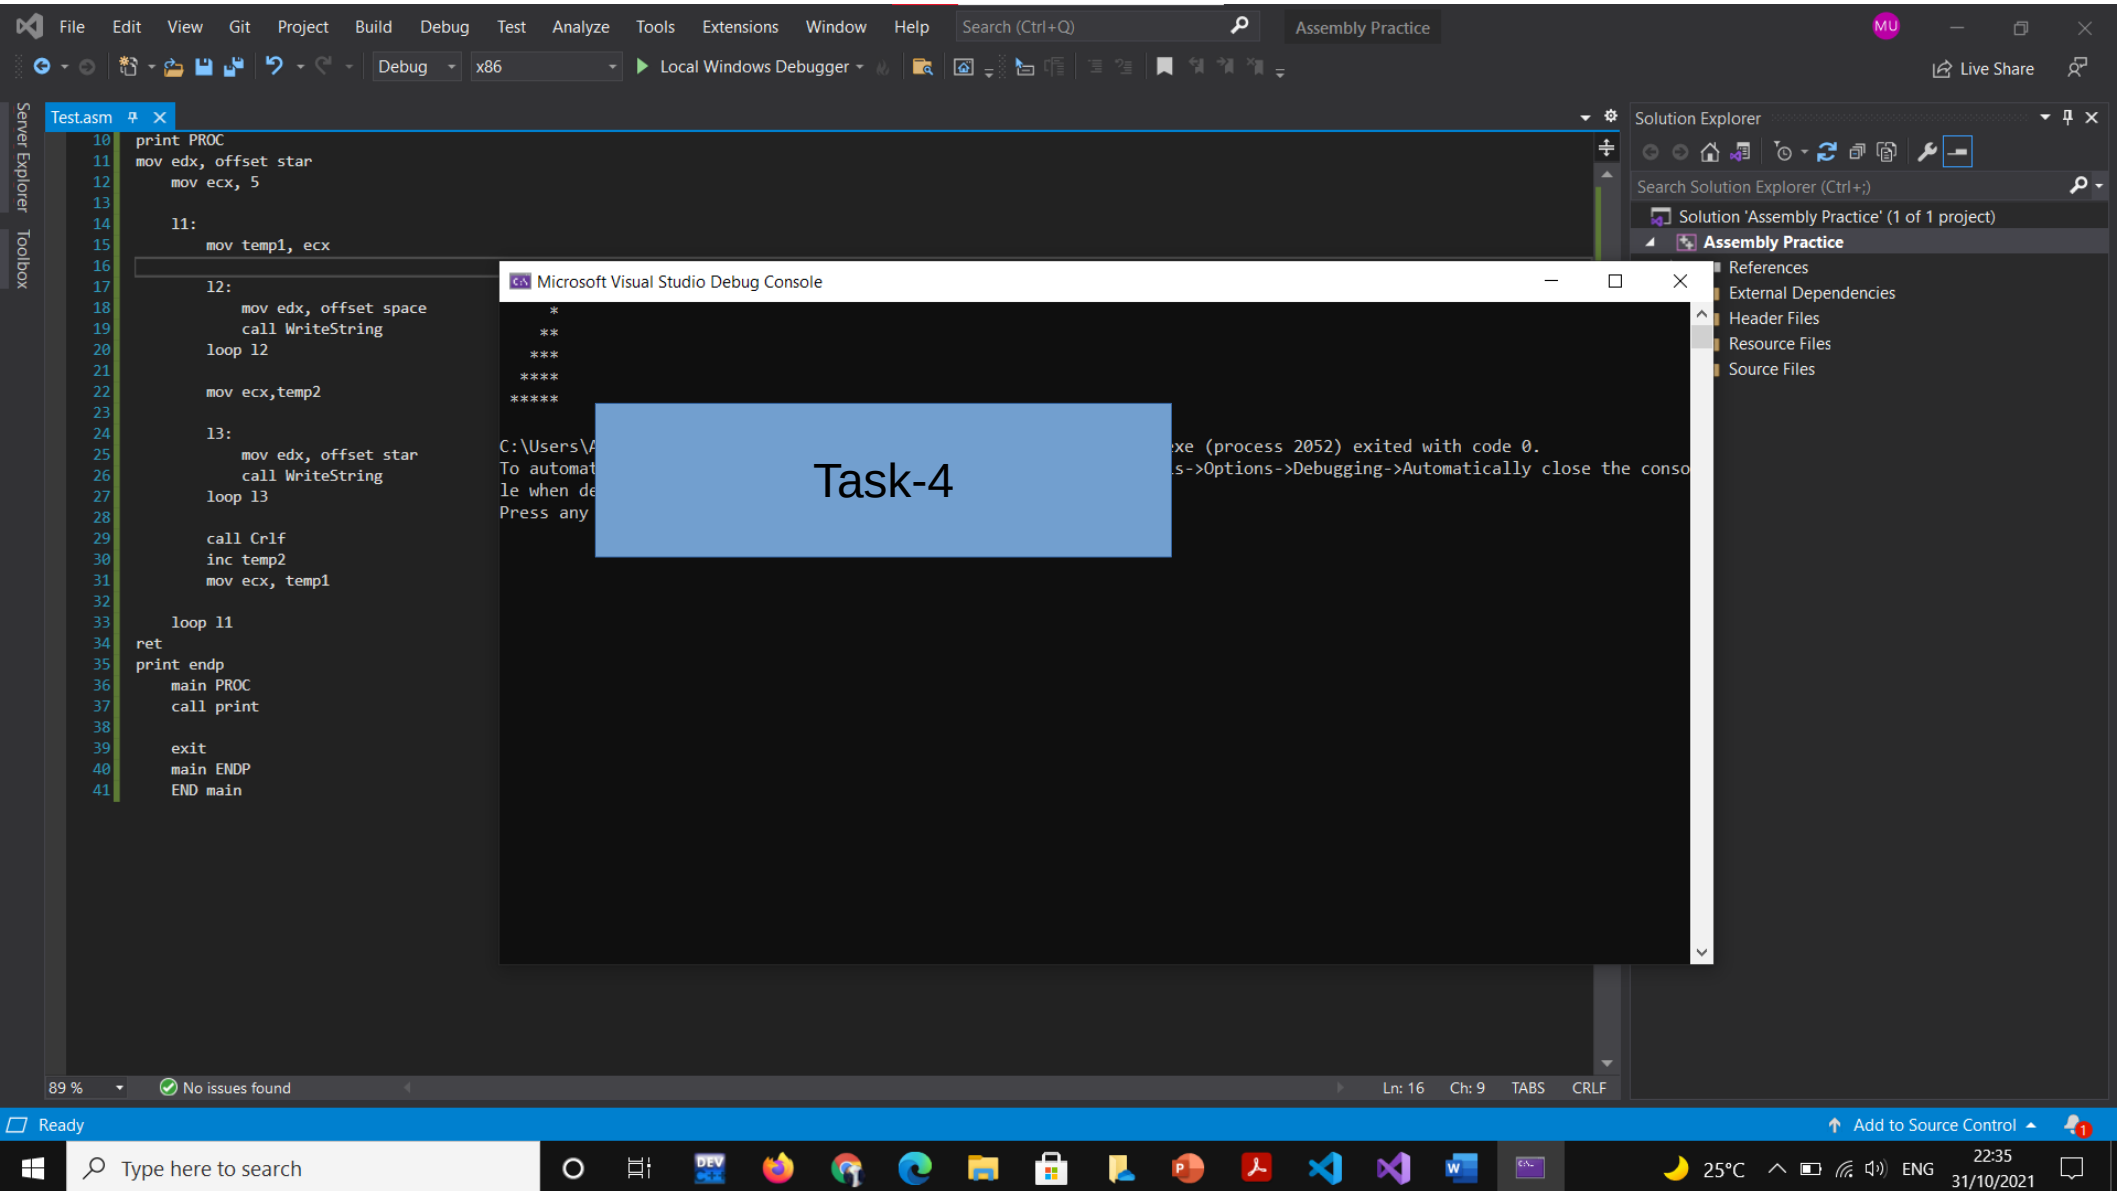 File Edit View Git Project Build Debug Test Analyze Tools Extensions Window Help Search (Ctrl+Q) Assembly Practice MU
Debug x86 Local Windows Debugger Live Share
Server Explorer
Toolbox
Test.asm
10 print PROC
11 mov edx, offset star
12 mov ecx, 5
13
14 l1:
15 mov temp1, ecx
16
17 l2:
18 mov edx, offset space
19 call WriteString
20 loop l2
21
22 mov ecx,temp2
23
24 l3:
25 mov edx, offset star
26 call WriteString
27 loop l3
28
29 call Crlf
30 inc temp2
31 mov ecx, temp1
32
33 loop l1
34 ret
35 print endp
36 main PROC
37 call print
38
39 exit
40 main ENDP
41 END main
Microsoft Visual Studio Debug Console
*
**
***
****
*****
C:\Users\A xe (process 2052) exited with code 0.
To automat s->Options->Debugging->Automatically close the conso
le when de
Press any
Task-4
Solution Explorer
Search Solution Explorer (Ctrl+;)
Solution 'Assembly Practice' (1 of 1 project)
Assembly Practice
References
External Dependencies
Header Files
Resource Files
Source Files
89 % No issues found Ln: 16 Ch: 9 TABS CRLF
Ready Add to Source Control 1
Type here to search DEV C++ 25°C ENG 22:35
31/10/2021